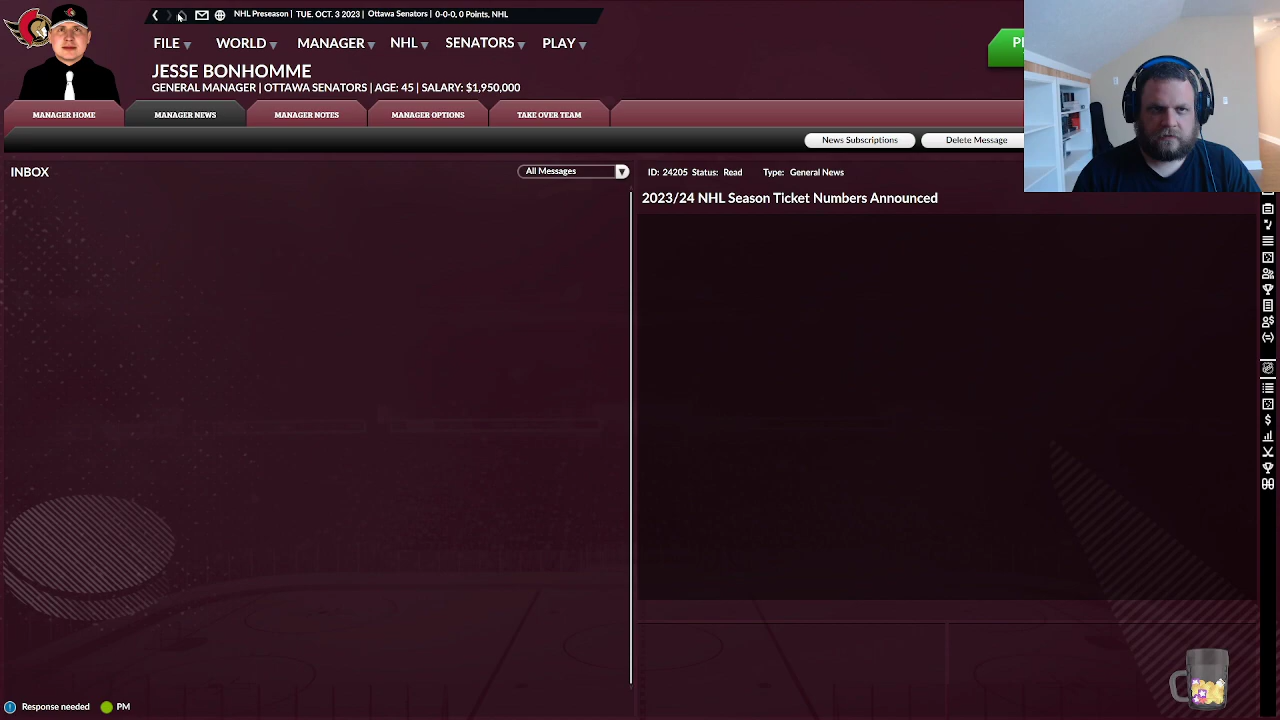 NHL Preseason | TUE. OCT. 3 2023 | Ottawa Senators | 0-0-0, 0 Points, NHL
FILE WORLD MANAGER NHL SENATORS PLAY
JESSE BONHOMME
GENERAL MANAGER | OTTAWA SENATORS | AGE: 45 | SALARY: $1,950,000
MANAGER HOME MANAGER NEWS MANAGER NOTES MANAGER OPTIONS TAKE OVER TEAM
News Subscriptions Delete Message
INBOX All Messages ID: 24205 Status: Read Type: General News
2023/24 NHL Season Ticket Numbers Announced
Response needed PM